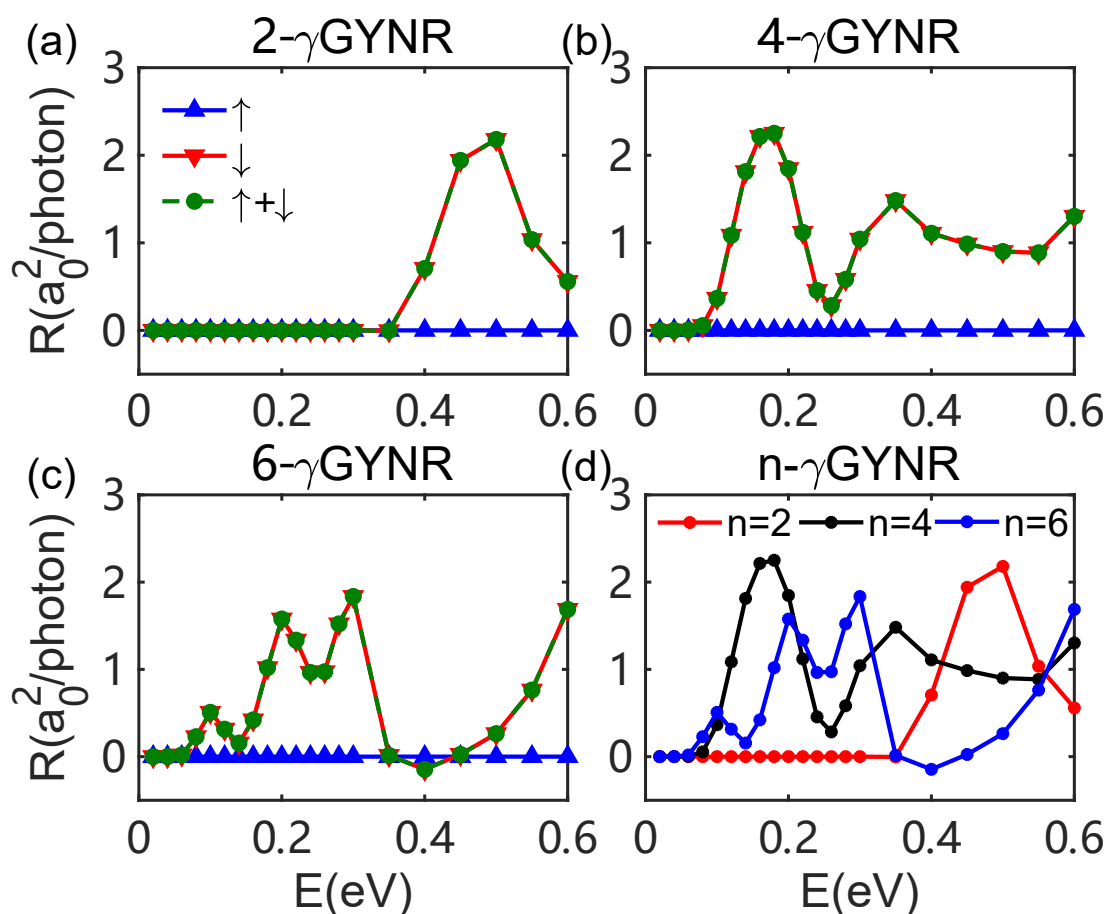 (a) 2-γGYNR
3
2
1
0
R(a₀²/photon)
↑
↓
↑+↓
0 0.2 0.4 0.6
(b) 4-γGYNR
3
2
1
0
0 0.2 0.4 0.6
(c) 6-γGYNR
3
2
1
0
R(a₀²/photon)
0 0.2 0.4 0.6
E(eV)
(d) n-γGYNR
3
2
1
0
n=2 n=4 n=6
0 0.2 0.4 0.6
E(eV)